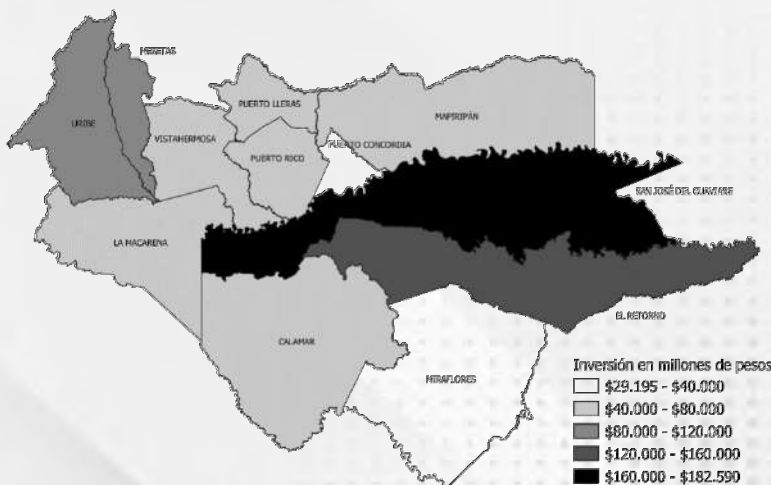 MESETAS
URIBE
PUERTO LLERAS
MAPIRIPÁN
VISTAHERMOSA
PUERTO CONCORDIA
PUERTO RICO
SAN JOSÉ DEL GUAVIARE
LA MACARENA
EL RETORNO
CALAMAR
MIRAFLORES
Inversión en millones de pesos
$29.195 - $40.000
$40.000 - $80.000
$80.000 - $120.000
$120.000 - $160.000
$160.000 - $182.590